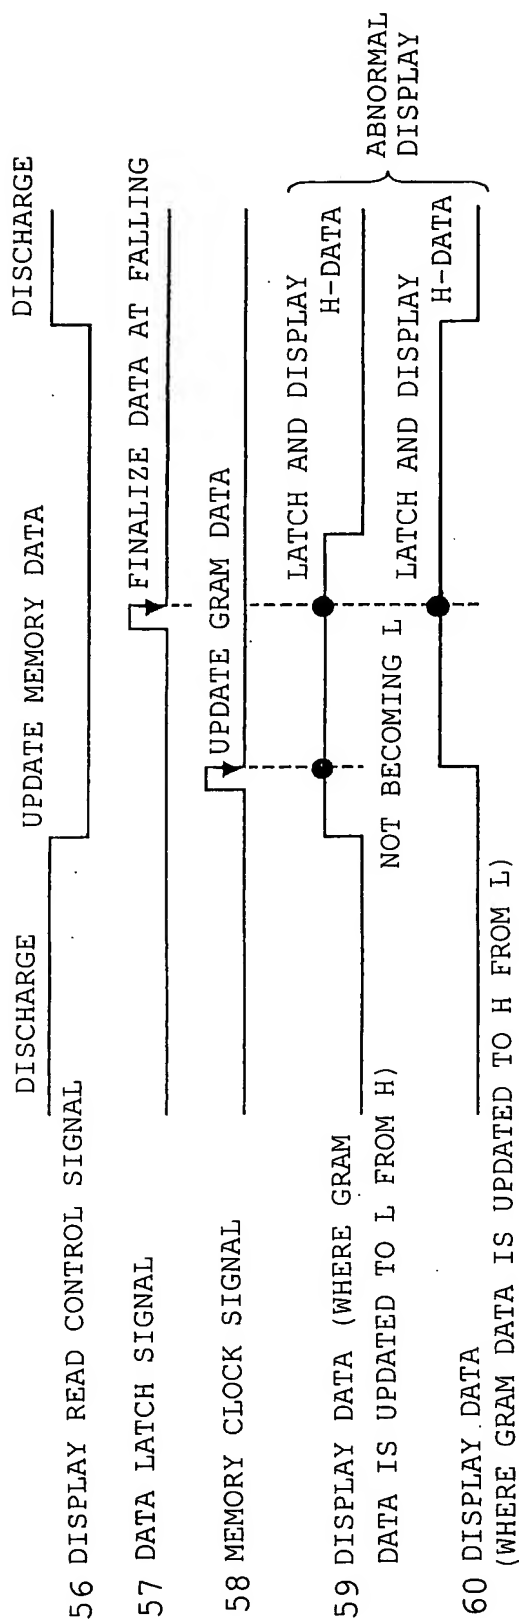 DISCHARGE
UPDATE MEMORY DATA
DISCHARGE
56 DISPLAY READ CONTROL SIGNAL
57 DATA LATCH SIGNAL
FINALIZE DATA AT FALLING
58 MEMORY CLOCK SIGNAL
UPDATE GRAM DATA
59 DISPLAY DATA (WHERE GRAM
DATA IS UPDATED TO L FROM H)
LATCH AND DISPLAY
H-DATA
NOT BECOMING L
60 DISPLAY DATA
(WHERE GRAM DATA IS UPDATED TO H FROM L)
LATCH AND DISPLAY
H-DATA
ABNORMAL
DISPLAY